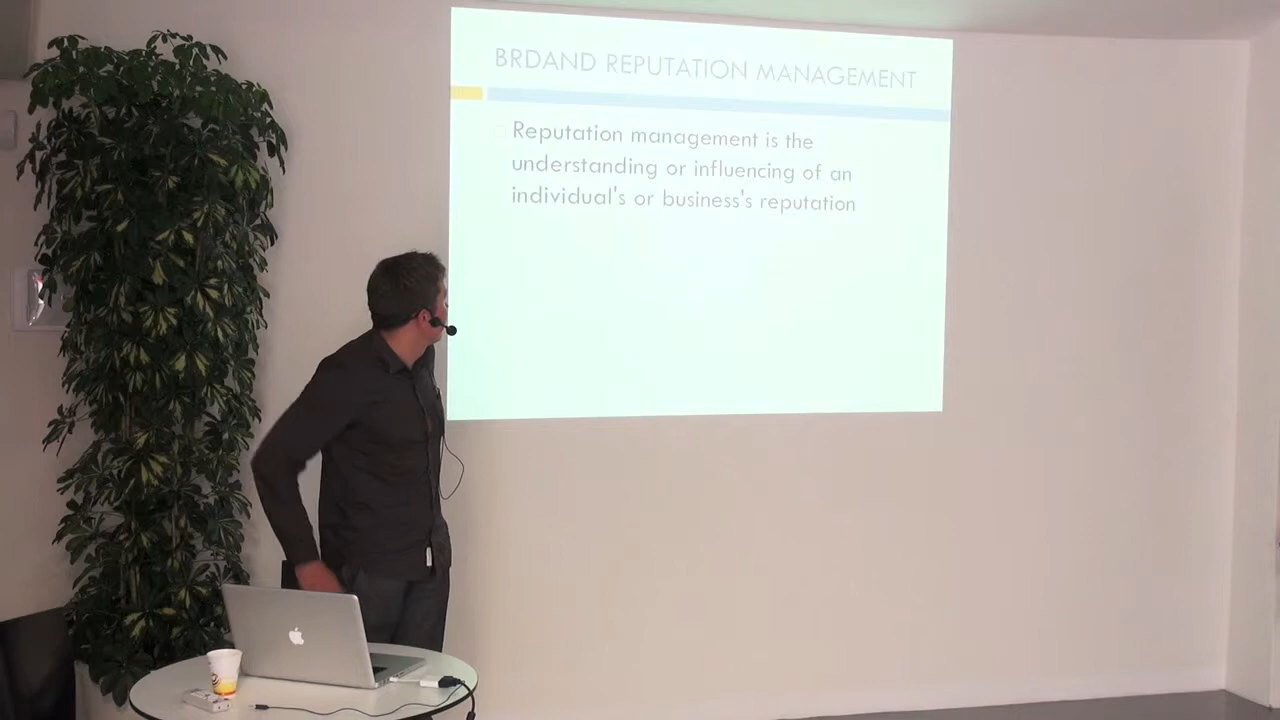 BRDAND REPUTATION MANAGEMENT
Reputation management is the
understanding or influencing of an
individual's or business's reputation